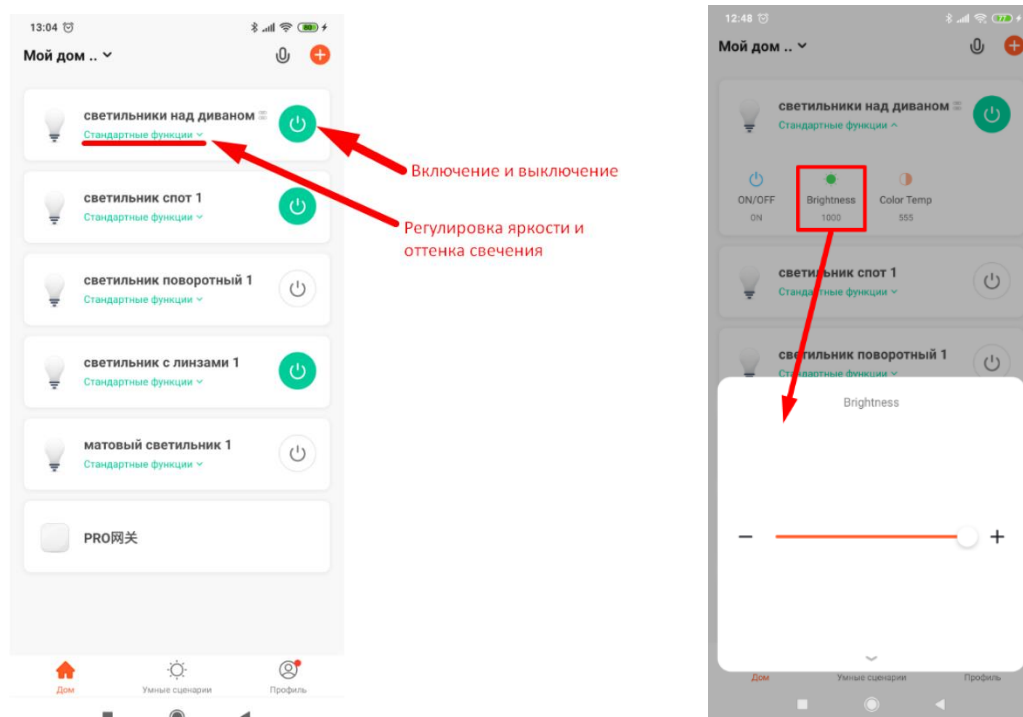 13:04
80
Мой дом ..
светильники над диваном
Стандартные функции
светильник спот 1
Стандартные функции
светильник поворотный 1
Стандартные функции
светильник с линзами 1
Стандартные функции
матовый светильник 1
Стандартные функции
PRO网关
Дом
Умные сценарии
Профиль
Включение и выключение
Регулировка яркости и
оттенка свечения
12:48
Мой дом ..
светильники над диваном
Стандартные функции
ON/OFF
Brightness
Color Temp
ON
1000
555
светильник спот 1
Стандартные функции
светильник поворотный 1
Стандартные функции
Brightness
Дом
Умные сценарии
Профиль